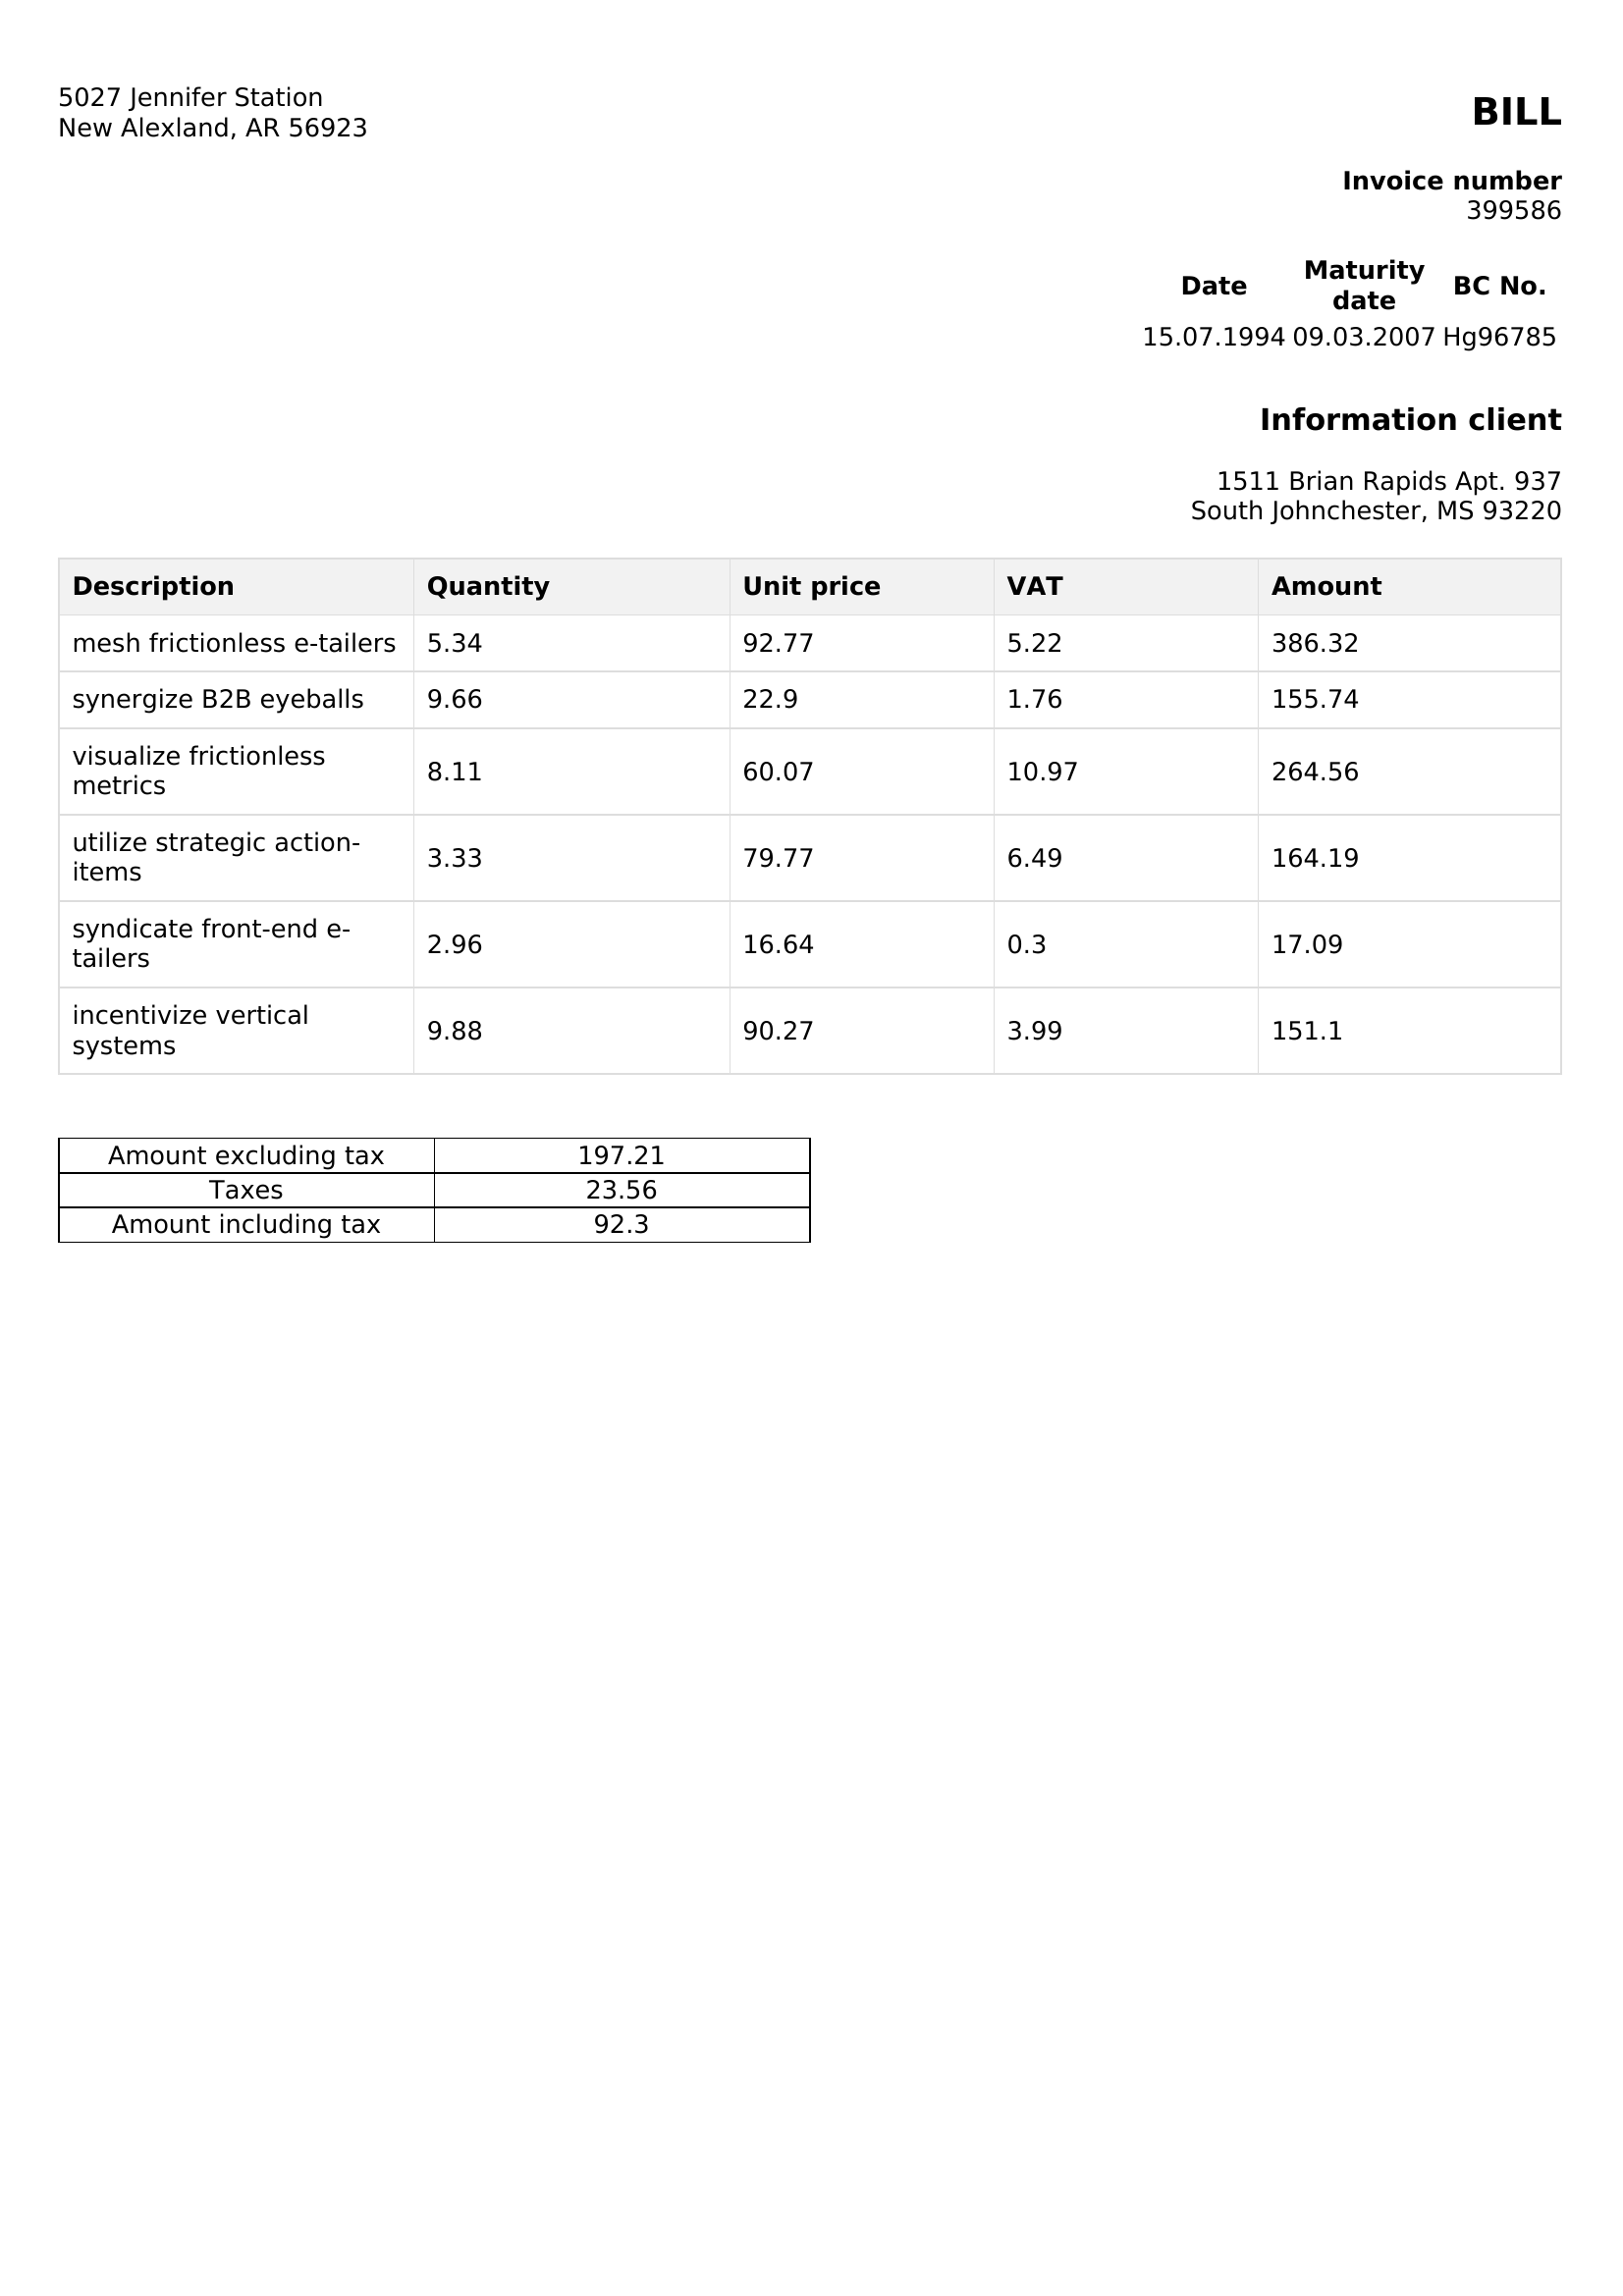 5027 Jennifer Station
New Alexland, AR 56923
BILL
Invoice number
399586
Date Maturity date BC No.
15.07.1994 09.03.2007 Hg96785
Information client
1511 Brian Rapids Apt. 937
South Johnchester, MS 93220
Description Quantity Unit price VAT Amount
mesh frictionless e-tailers 5.34 92.77 5.22 386.32
synergize B2B eyeballs 9.66 22.9 1.76 155.74
visualize frictionless
metrics 8.11 60.07 10.97 264.56
utilize strategic action-
items 3.33 79.77 6.49 164.19
syndicate front-end e-
tailers 2.96 16.64 0.3 17.09
incentivize vertical
systems 9.88 90.27 3.99 151.1
Amount excluding tax 197.21
Taxes 23.56
Amount including tax 92.3